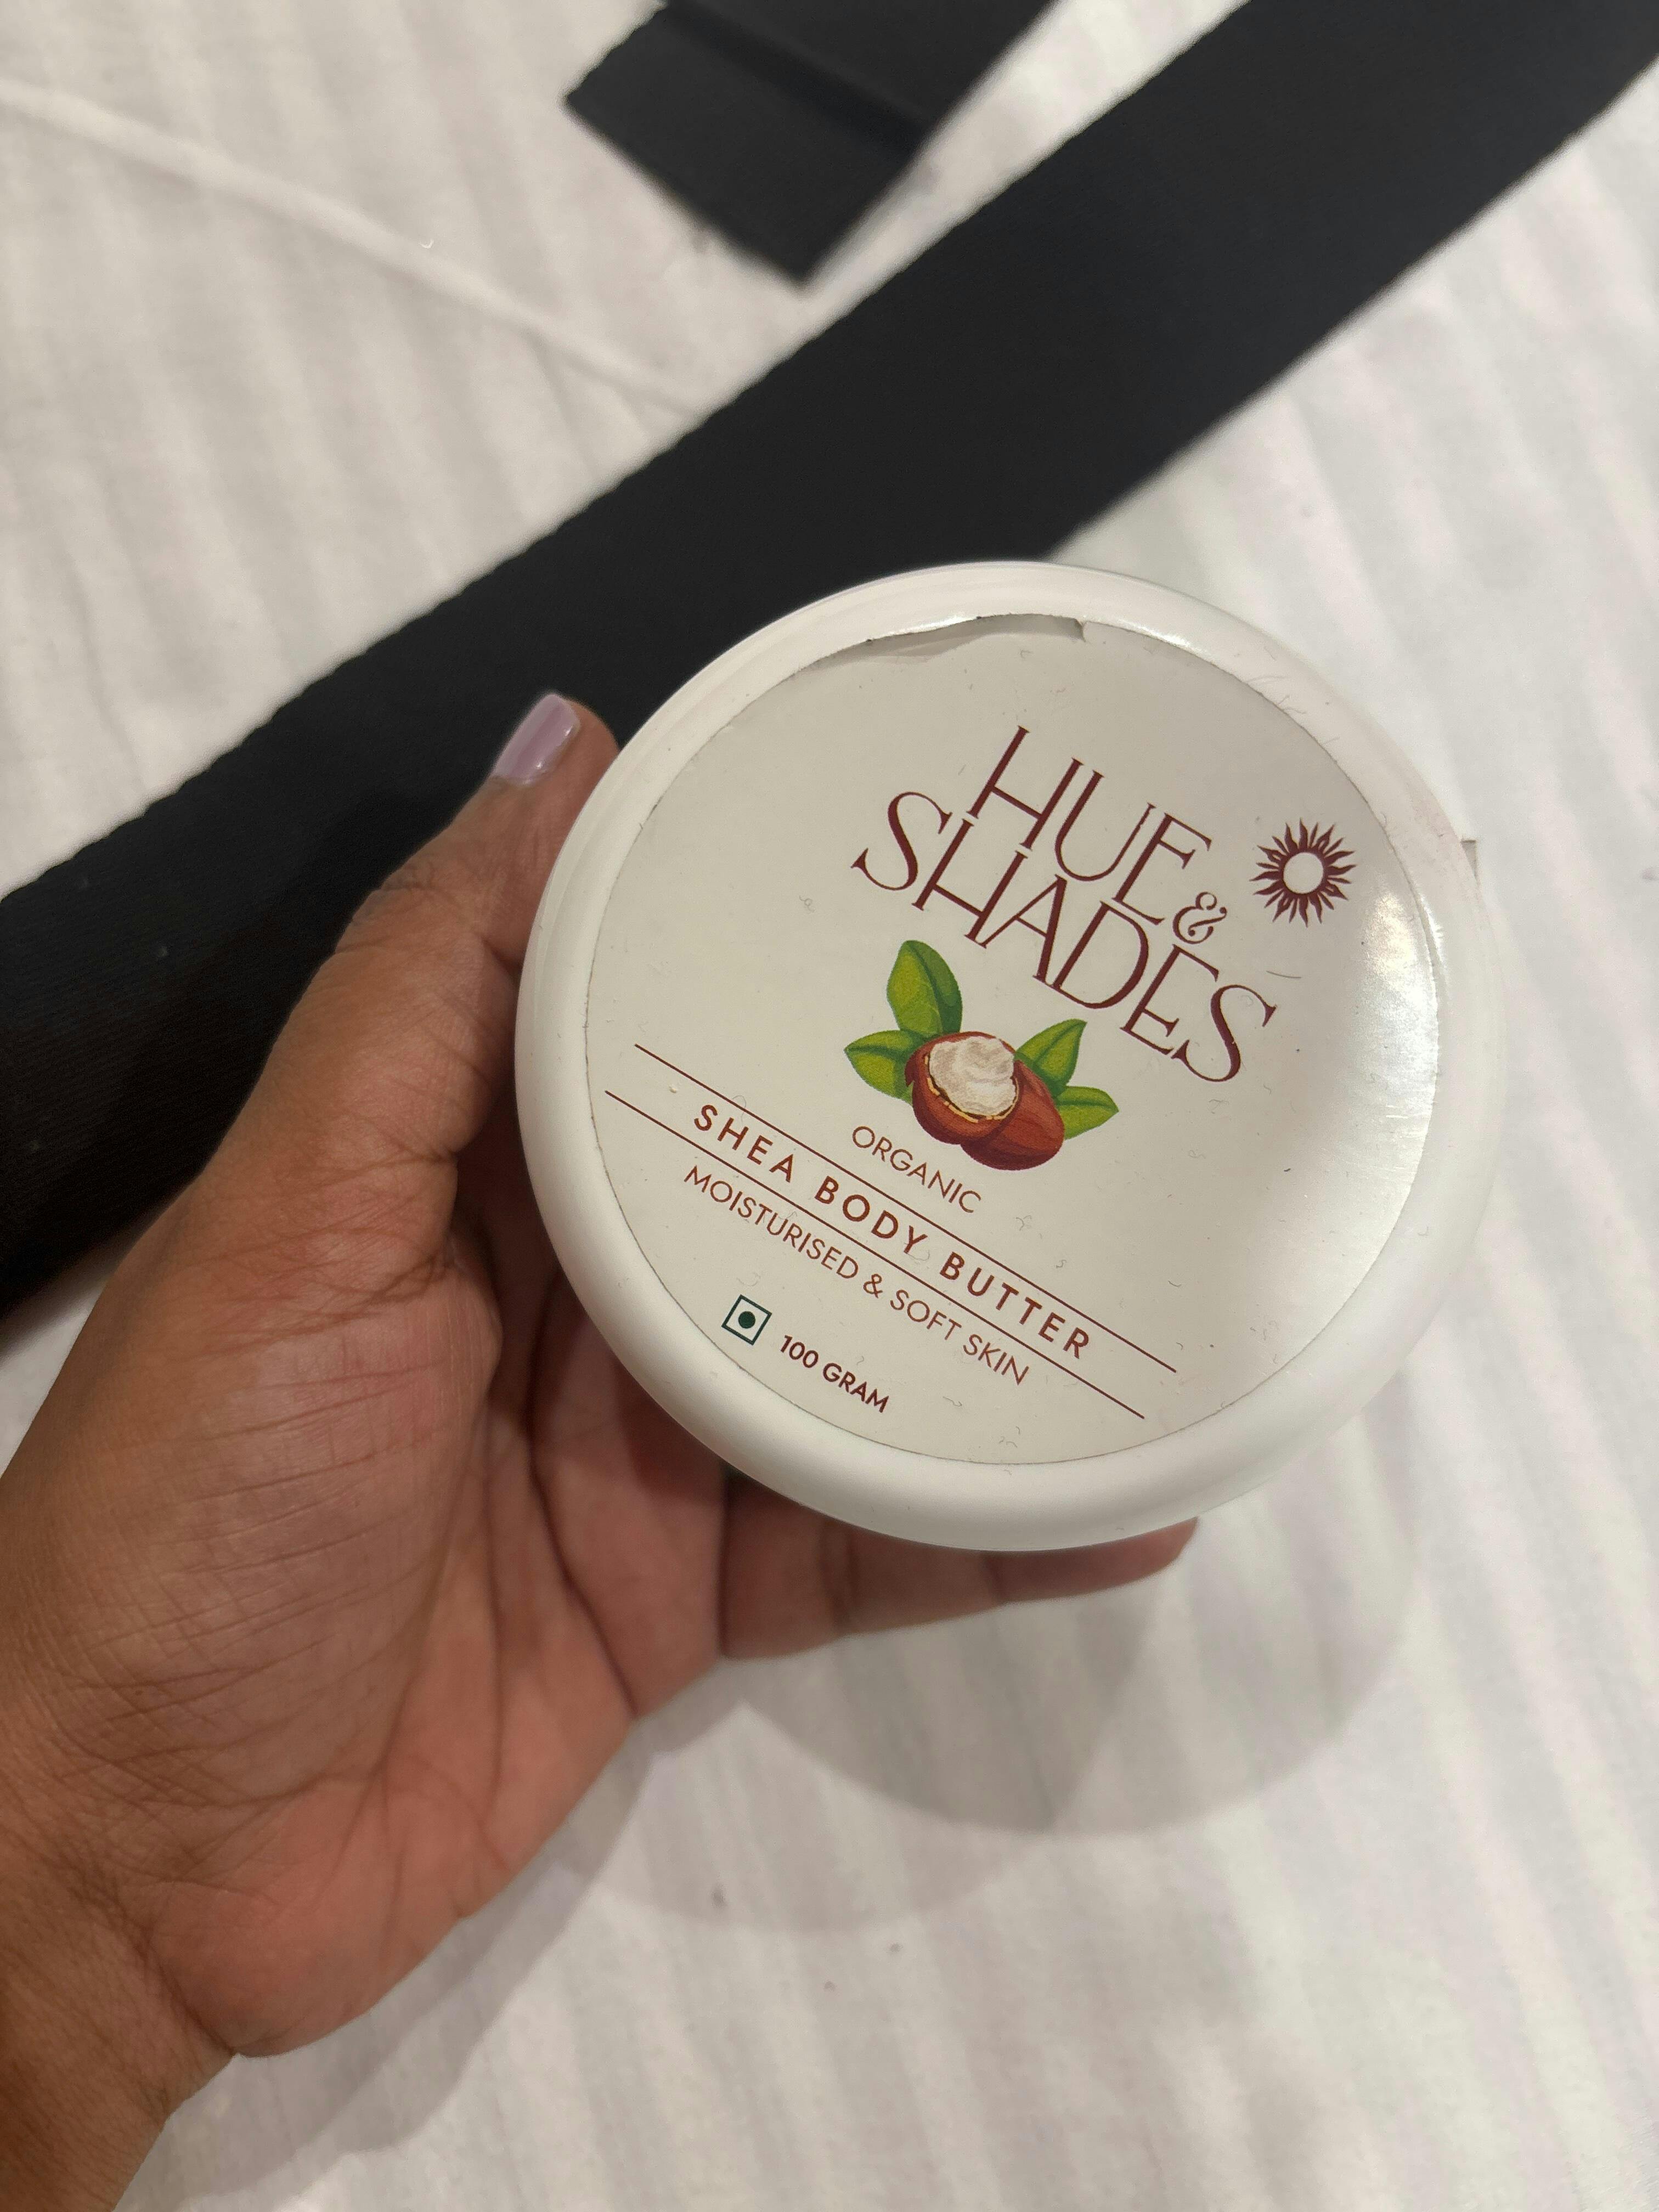 HUE &
SHADES
ORGANIC
SHEA BODY BUTTER
MOISTURISED & SOFT SKIN
100 GRAM